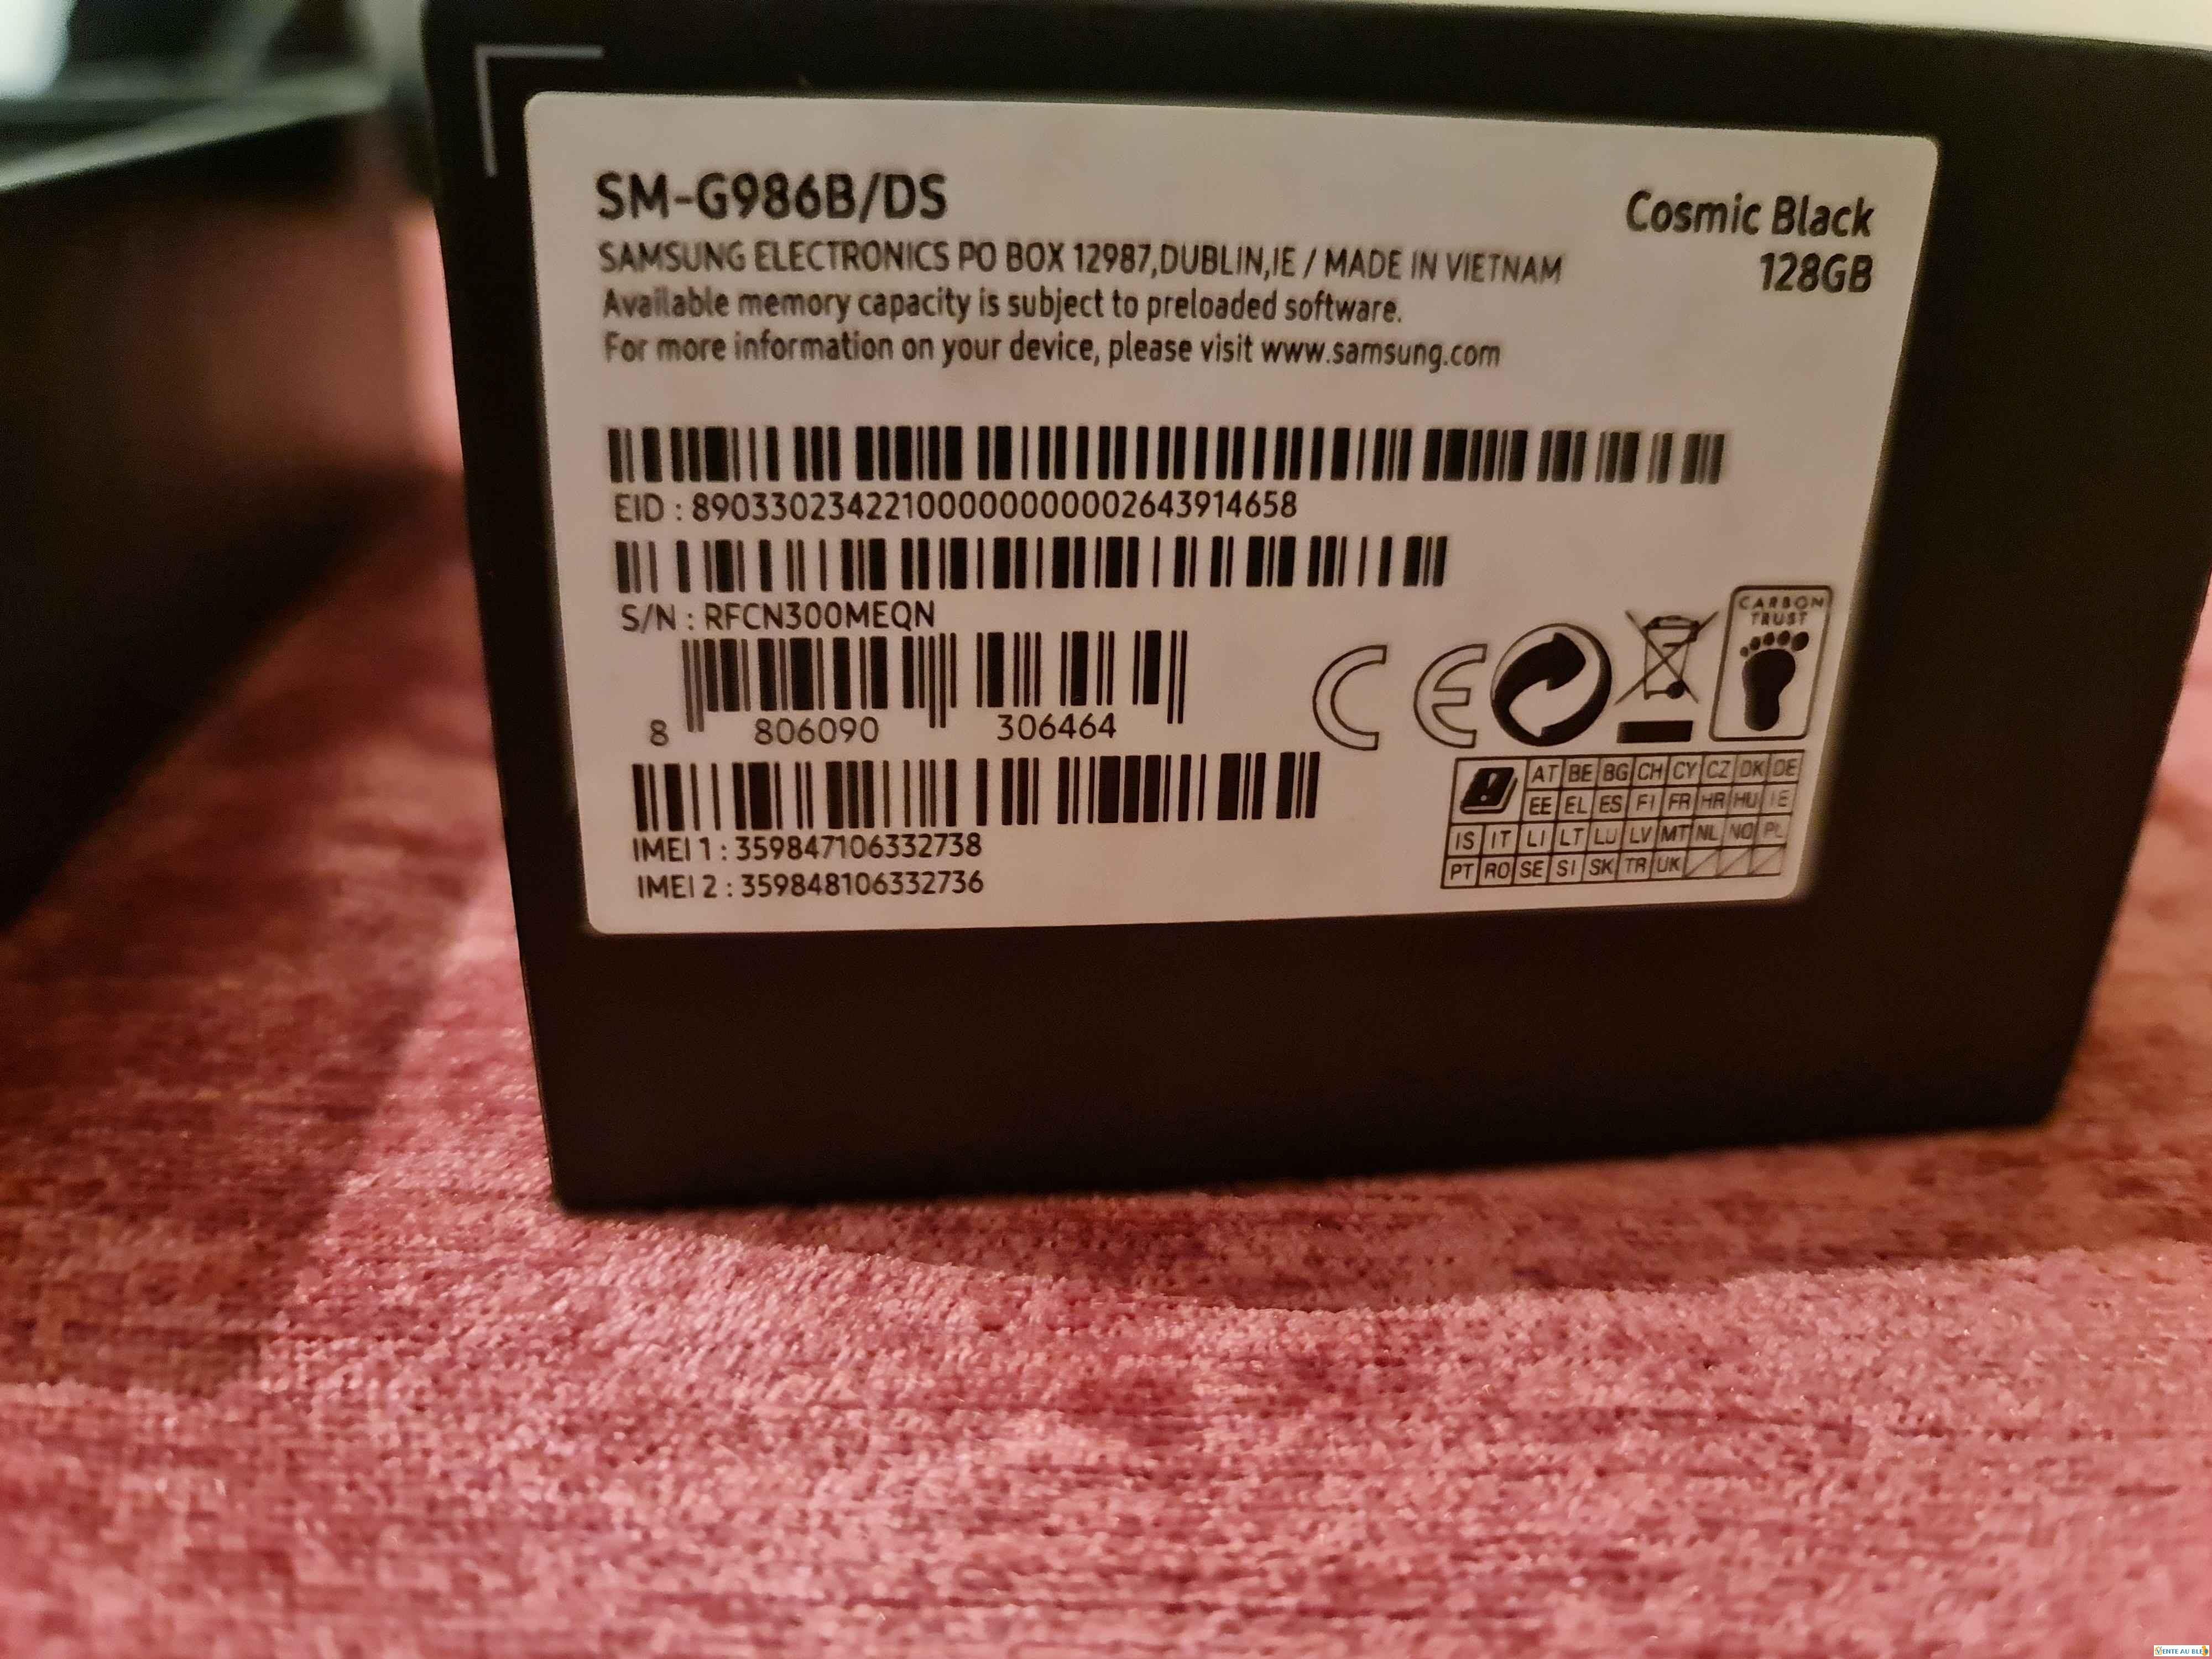 SM-G986B/DS
Cosmic Black
128GB
SAMSUNG ELECTRONICS PO BOX 12987,DUBLIN,IE / MADE IN VIETNAM
Available memory capacity is subject to preloaded software.
For more information on your device, please visit www.samsung.com
EID : 89033023422100000000002643914658
S/N : RFCN300MEQN
8 806090 306464
CE
CARBON
TRUST
IMEI 1 : 359847106332738
IMEI 2 : 359848106332736
AT BE BG CH CY CZ DK DE
EE EL ES FI FR HR HU IE
IS IT LI LT LU LV MT NL NO PL
PT RO SE SI SK TR UK
VENTE AU BLED